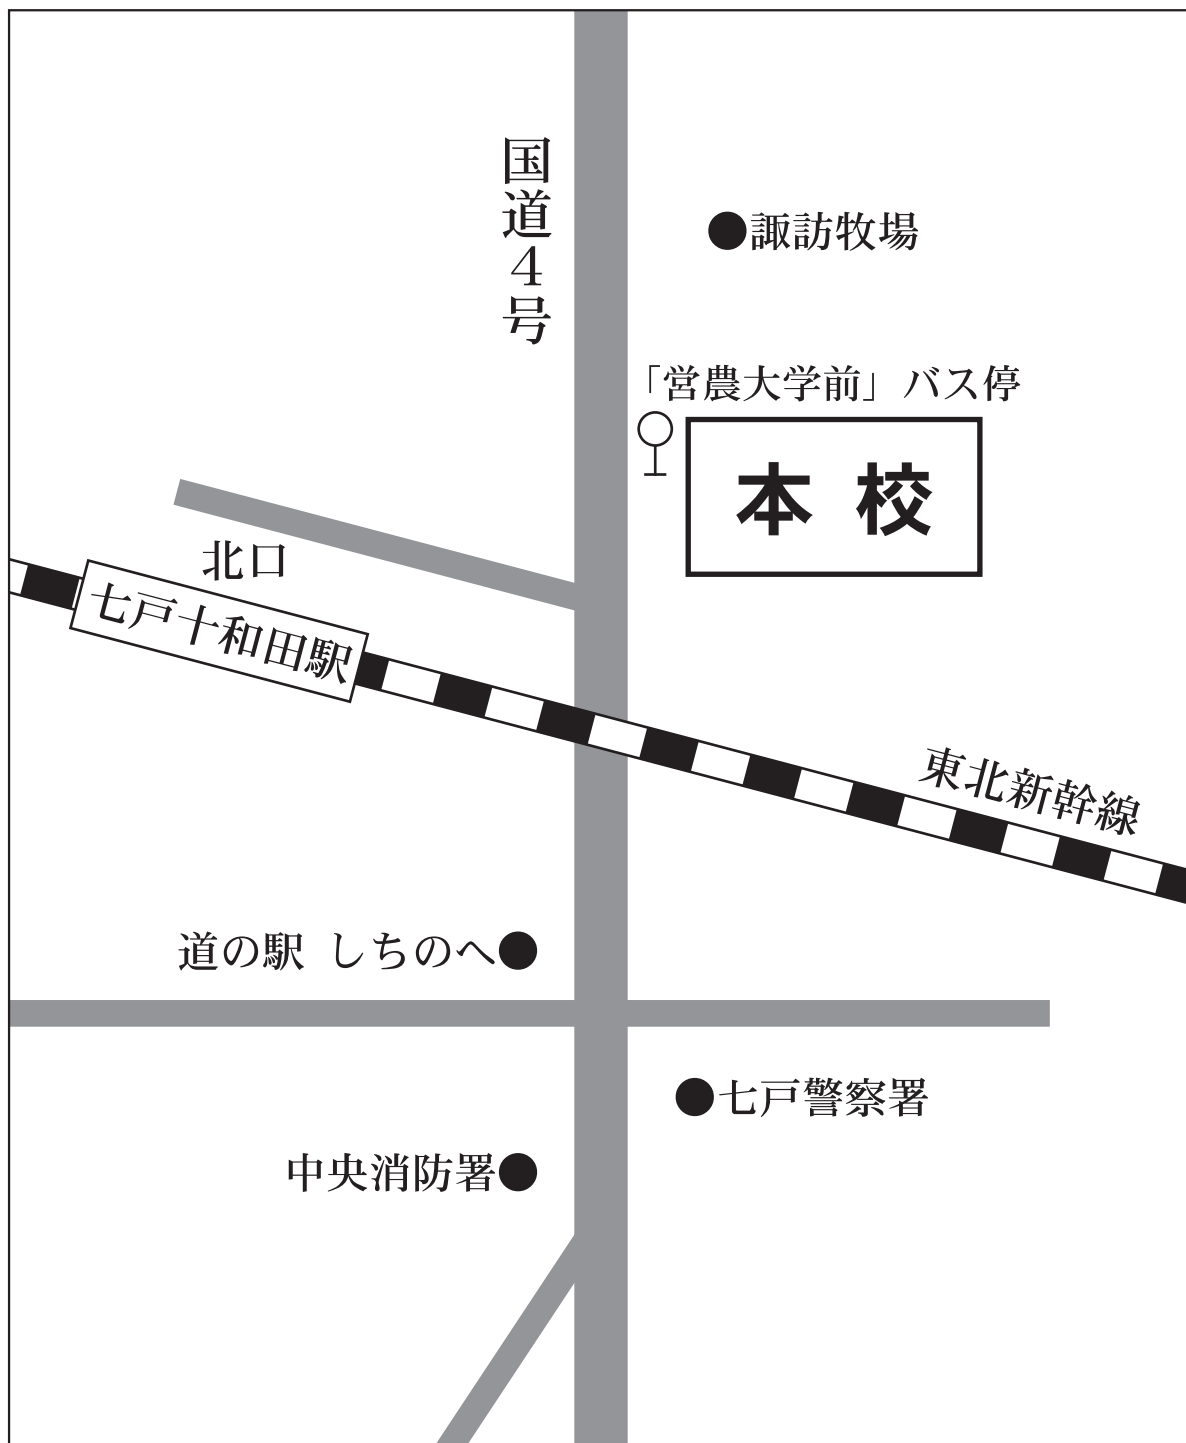 国道4号
諏訪牧場
「営農大学前」バス停
本校
北口
七戸十和田駅
東北新幹線
道の駅 しちのへ
七戸警察署
中央消防署